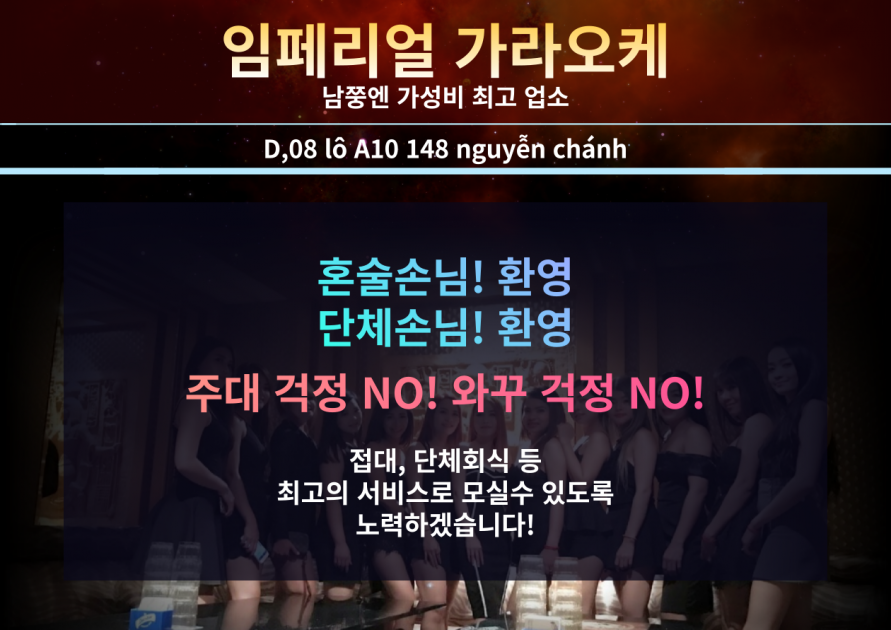 임페리얼 가라오케
남쭝엔 가성비 최고 업소
D,08 lô A10 148 nguyễn chánh
혼술손님! 환영
단체손님! 환영
주대 걱정 NO! 와꾸 걱정 NO!
접대, 단체회식 등
최고의 서비스로 모실수 있도록
노력하겠습니다!